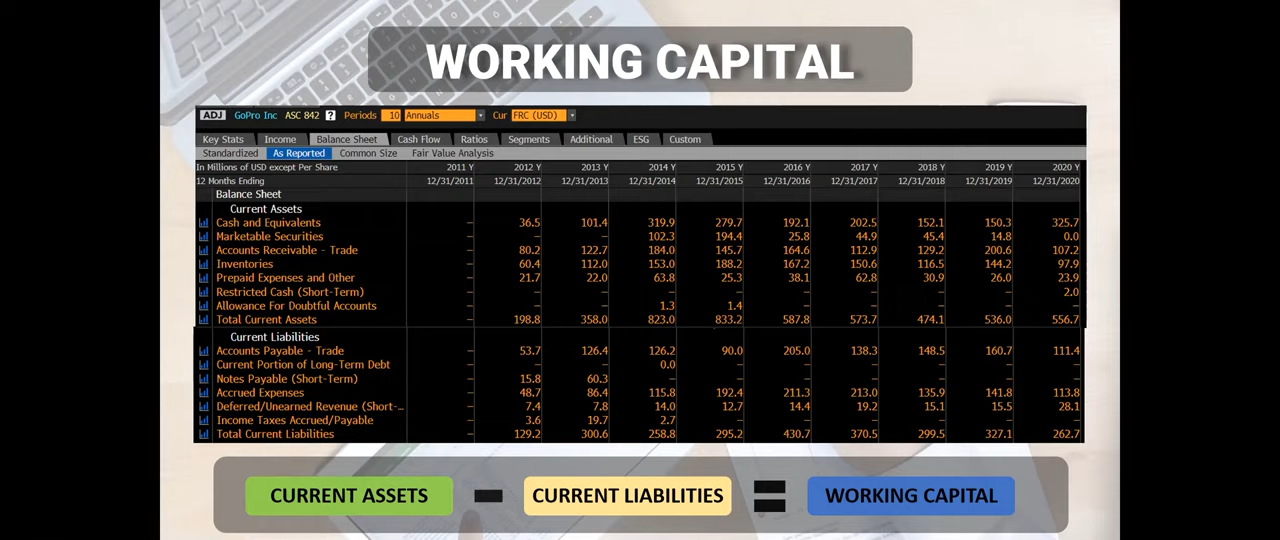 WORKING CAPITAL
ADJ GoPro Inc ASC 842 ? Periods 10 Annuals Cur FRC (USD)
Key Stats Income Balance Sheet Cash Flow Ratios Segments Additional ESG Custom
Standardized As Reported Common Size Fair Value Analysis
In Millions of USD except Per Share 2011 Y 2012 Y 2013 Y 2014 Y 2015 Y 2016 Y 2017 Y 2018 Y 2019 Y 2020 Y
12 Months Ending 12/31/2011 12/31/2012 12/31/2013 12/31/2014 12/31/2015 12/31/2016 12/31/2017 12/31/2018 12/31/2019 12/31/2020
Balance Sheet
Current Assets
Cash and Equivalents – 36.5 101.4 319.9 279.7 192.1 202.5 152.1 150.3 325.7
Marketable Securities – – – 102.3 194.4 25.8 44.9 45.4 14.8 0.0
Accounts Receivable - Trade – 80.2 122.7 184.0 145.7 164.6 112.9 129.2 200.6 107.2
Inventories – 60.4 112.0 153.0 188.2 167.2 150.6 116.5 144.2 97.9
Prepaid Expenses and Other – 21.7 22.0 63.8 25.3 38.1 62.8 30.9 26.0 23.9
Restricted Cash (Short-Term) – – – – – – – – – 2.0
Allowance For Doubtful Accounts – – – 1.3 1.4 – – – – –
Total Current Assets – 198.8 358.0 823.0 833.2 587.8 573.7 474.1 536.0 556.7
Current Liabilities
Accounts Payable - Trade – 53.7 126.4 126.2 90.0 205.0 138.3 148.5 160.7 111.4
Current Portion of Long-Term Debt – – – 0.0 – – – – – –
Notes Payable (Short-Term) – 15.8 60.3 – – – – – – –
Accrued Expenses – 48.7 86.4 115.8 192.4 211.3 213.0 135.9 141.8 113.8
Deferred/Unearned Revenue (Short-... – 7.4 7.8 14.0 12.7 14.4 19.2 15.1 15.5 28.1
Income Taxes Accrued/Payable – 3.6 19.7 2.7 – – – – – –
Total Current Liabilities – 129.2 300.6 258.8 295.2 430.7 370.5 299.5 327.1 262.7
CURRENT ASSETS - CURRENT LIABILITIES = WORKING CAPITAL